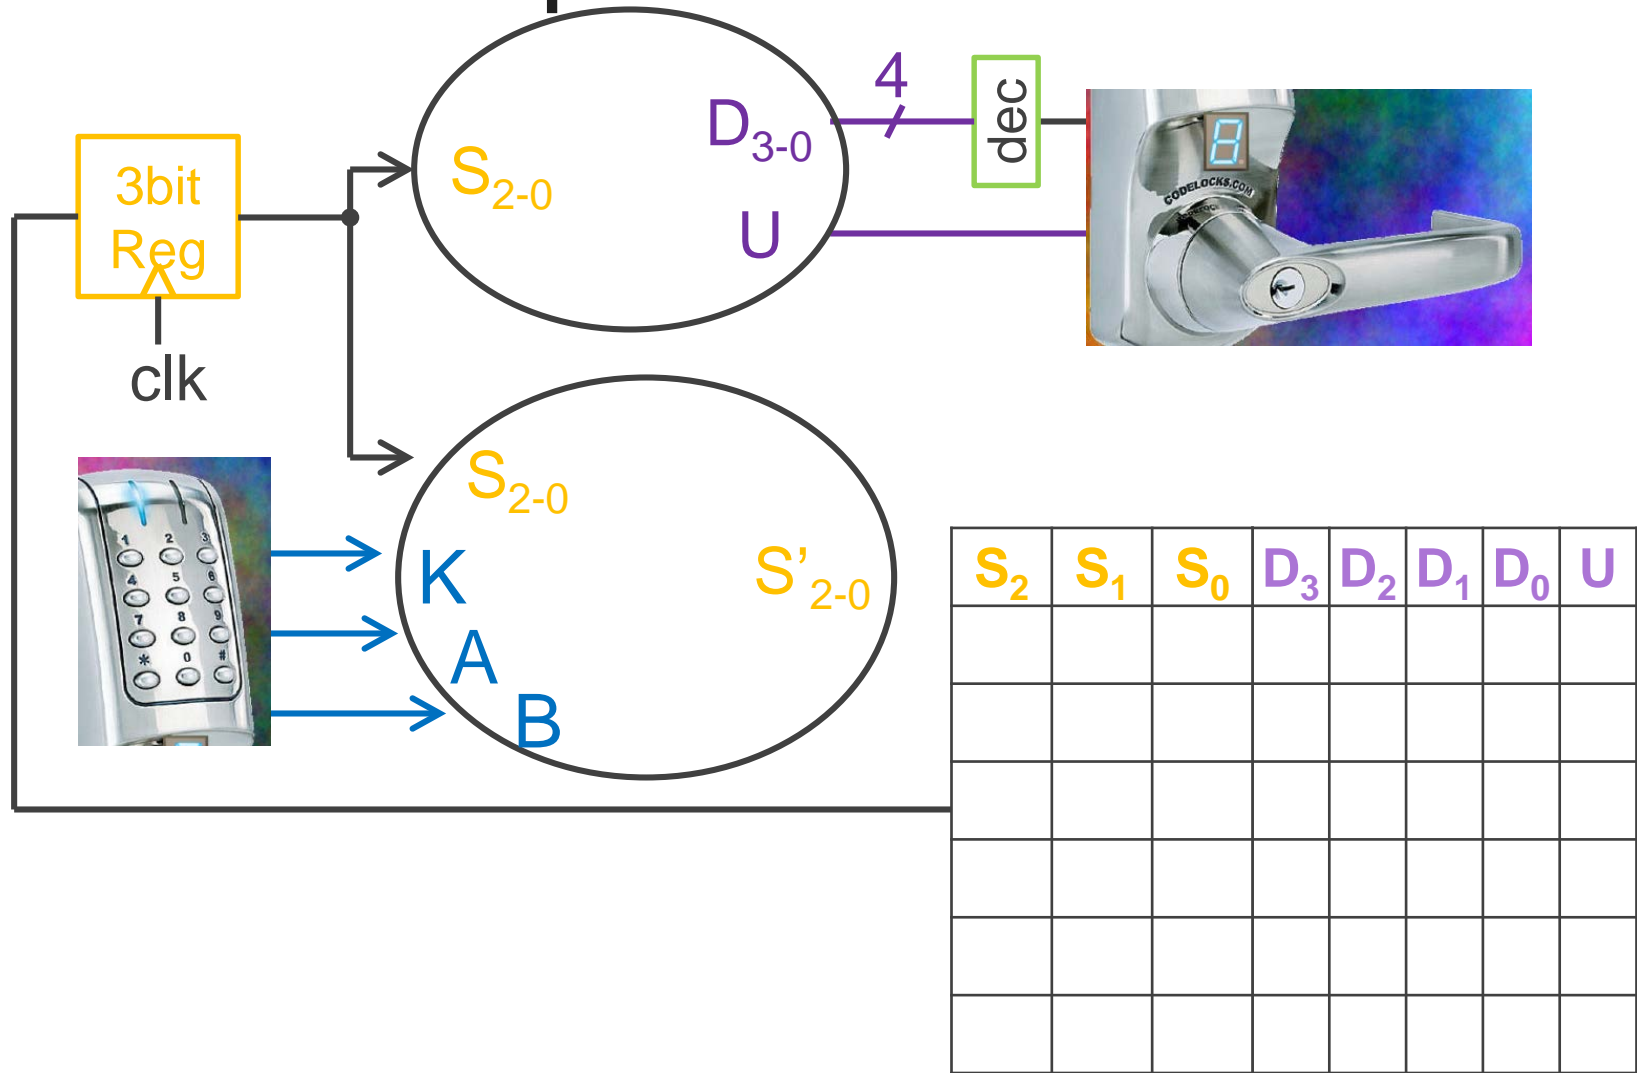 4
dec
D3-0
S2-0
U
3bit
Reg
clk
CODELOCKS.COM
S2-0
K
A
B
S'2-0
1 2 3
4 5 6
7 8 9
* 0 #
S2 S1 S0 D3 D2 D1 D0 U